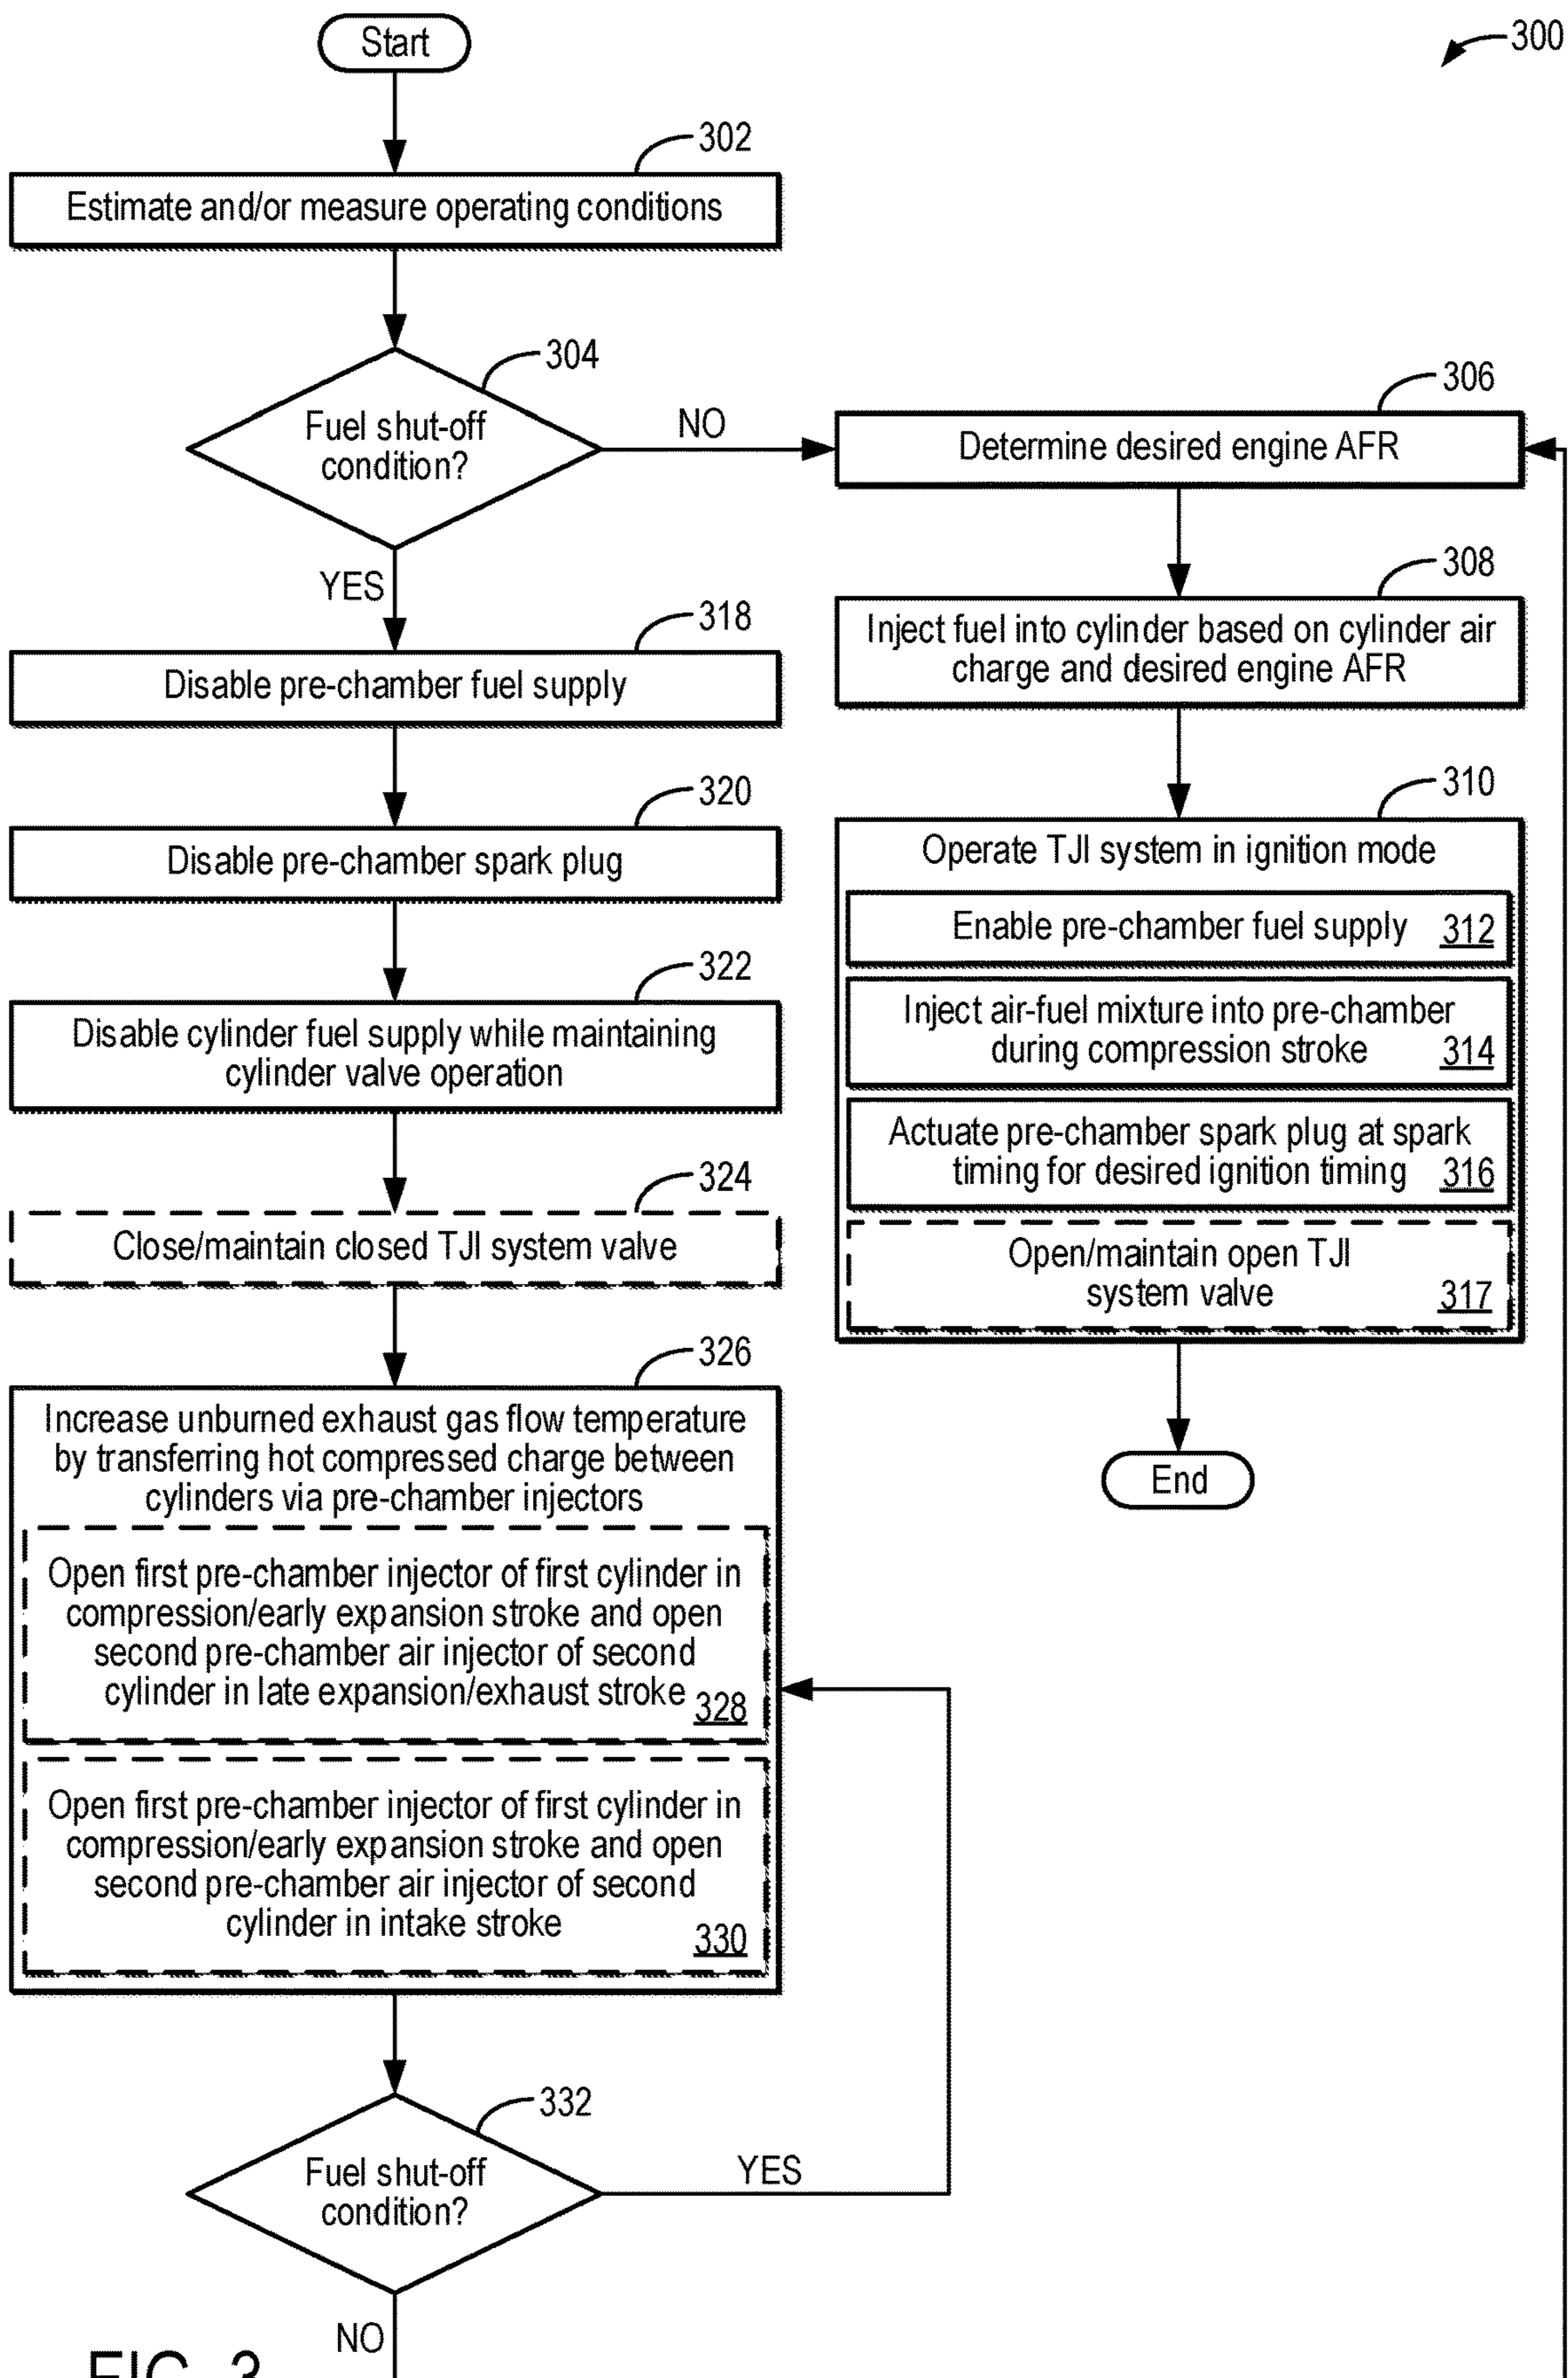 Start
300
302
Estimate and/or measure operating conditions
304
Fuel shut-off
condition?
NO
YES
306
Determine desired engine AFR
308
Inject fuel into cylinder based on cylinder air
charge and desired engine AFR
310
Operate TJI system in ignition mode
Enable pre-chamber fuel supply 312
Inject air-fuel mixture into pre-chamber
during compression stroke 314
Actuate pre-chamber spark plug at spark
timing for desired ignition timing 316
Open/maintain open TJI
system valve 317
End
318
Disable pre-chamber fuel supply
320
Disable pre-chamber spark plug
322
Disable cylinder fuel supply while maintaining
cylinder valve operation
324
Close/maintain closed TJI system valve
326
Increase unburned exhaust gas flow temperature
by transferring hot compressed charge between
cylinders via pre-chamber injectors
Open first pre-chamber injector of first cylinder in
compression/early expansion stroke and open
second pre-chamber air injector of second
cylinder in late expansion/exhaust stroke 328
Open first pre-chamber injector of first cylinder in
compression/early expansion stroke and open
second pre-chamber air injector of second
cylinder in intake stroke 330
332
Fuel shut-off
condition?
YES
NO
FIG. 3